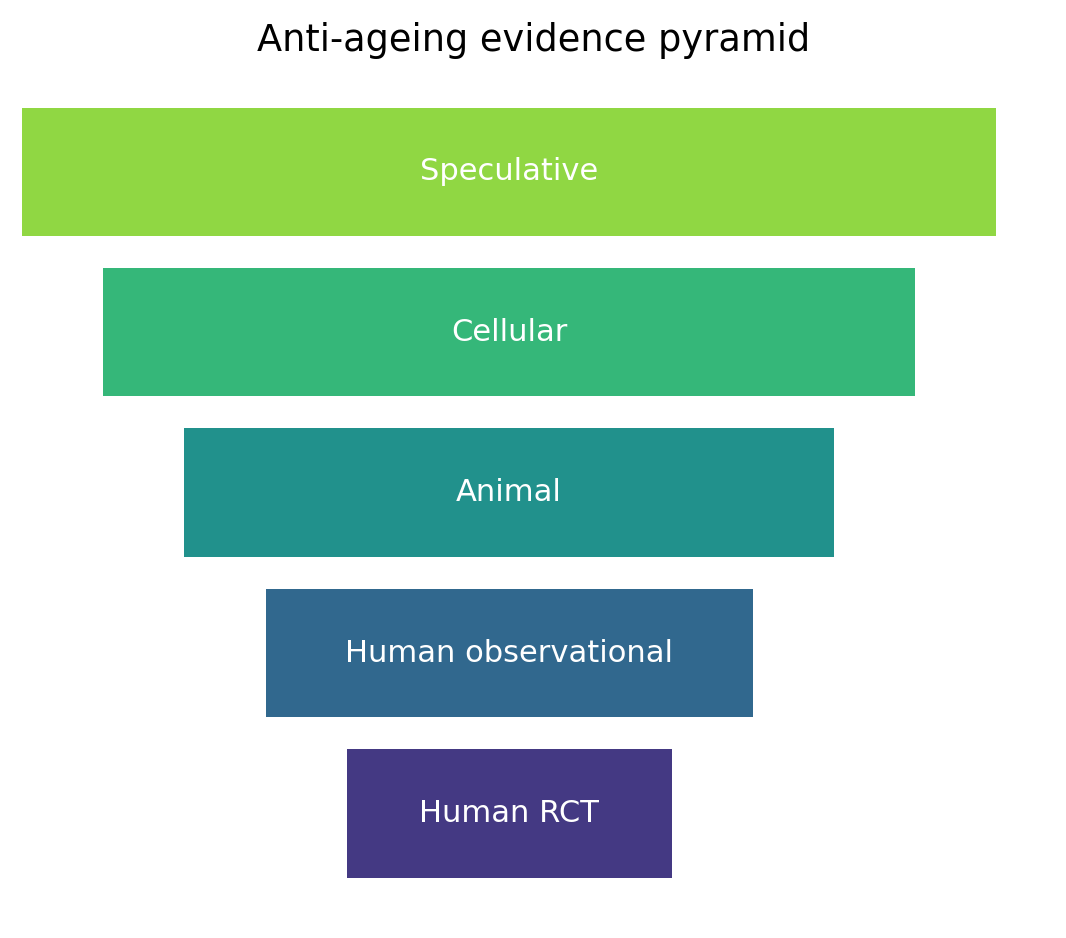 Anti-ageing evidence pyramid
Speculative
Cellular
Animal
Human observational
Human RCT